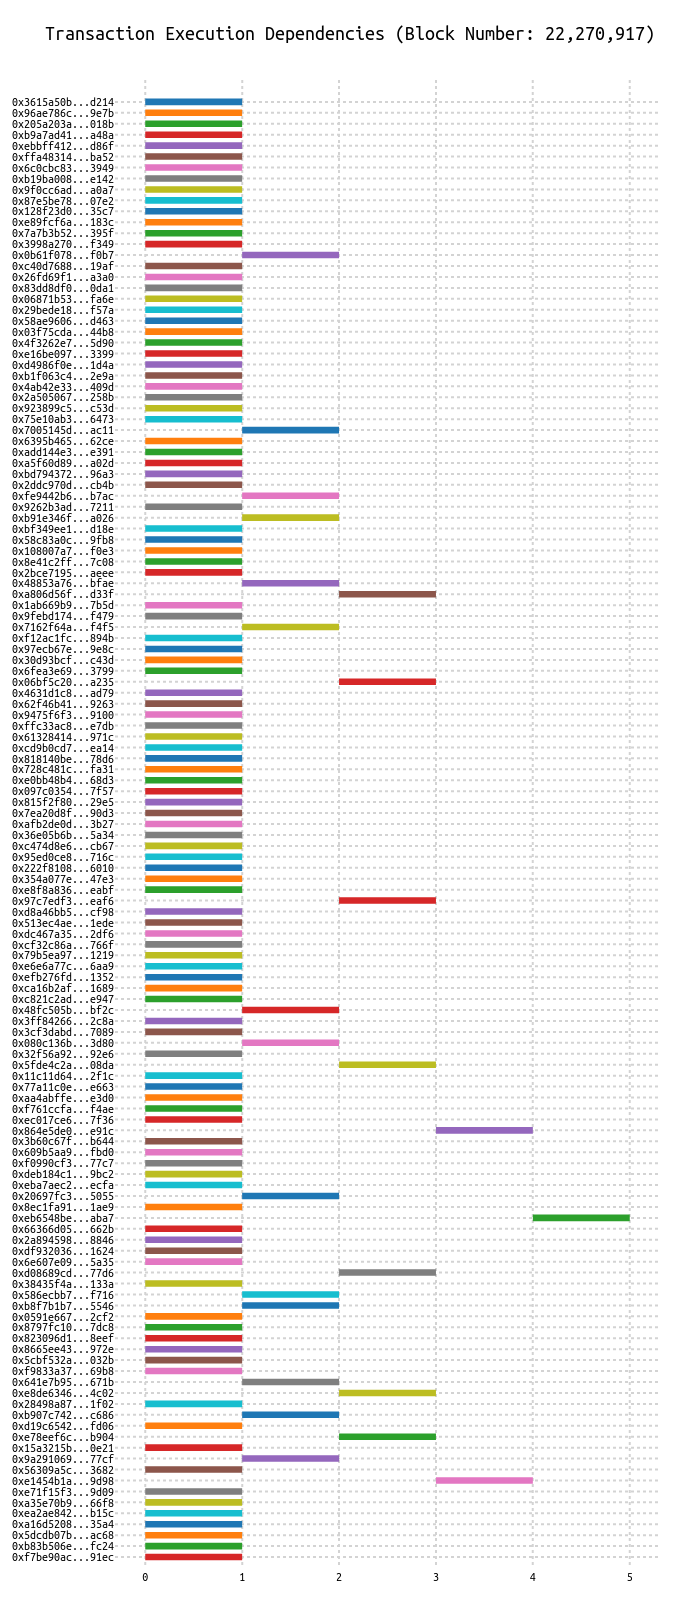 Transaction Execution Dependencies (Block Number: 22,270,917)
0x3615a50b...d214
0x96ae786c...9e7b
0x205a203a...018b
0xb9a7ad41...a48a
0xebbff412...d86f
0xffa48314...ba52
0x6c0cbc83...3949
0xb19ba008...e142
0x9f0cc6ad...a0a7
0x87e5be78...07e2
0x128f23d0...35c7
0xe89fcf6a...183c
0x7a7b3b52...395f
0x3998a270...f349
0x0b61f078...f0b7
0xc40d7688...19af
0x26fd69f1...a3a0
0x83dd8df0...0da1
0x06871b53...fa6e
0x29bede18...f57a
0x58ae9606...d463
0x03f75cda...44b8
0x4f3262e7...5d90
0xe16be097...3399
0xd4986f0e...1d4a
0xb1f063c4...2e9a
0x4ab42e33...409d
0x2a505067...258b
0x923899c5...c53d
0x75e10ab3...6473
0x7005145d...ac11
0x6395b465...62ce
0xadd144e3...e391
0xa5f60d89...a02d
0xbd794372...96a3
0x2ddc970d...cb4b
0xfe9442b6...b7ac
0x9262b3ad...7211
0xb91e346f...a026
0xbf349ee1...d18e
0x58c83a0c...9fb8
0x108007a7...f0e3
0x8e41c2ff...7c08
0x2bce7195...aeee
0x48853a76...bfae
0xa806d56f...d33f
0x1ab669b9...7b5d
0x9febd174...f479
0x7162f64a...f4f5
0xf12ac1fc...894b
0x97ecb67e...9e8c
0x30d93bcf...c43d
0x6fea3e69...3799
0x06bf5c20...a235
0x4631d1c8...ad79
0x62f46b41...9263
0x9475f6f3...9100
0xffc33ac8...e7db
0x61328414...971c
0xcd9b0cd7...ea14
0x818140be...78d6
0x728c481c...fa31
0xe0bb48b4...68d3
0x097c0354...7f57
0x815f2f80...29e5
0x7ea20d8f...90d3
0xafb2de0d...3b27
0x36e05b6b...5a34
0xc474d8e6...cb67
0x95ed0ce8...716c
0x222f8108...6010
0x354a077e...47e3
0xe8f8a836...eabf
0x97c7edf3...eaf6
0xd8a46bb5...cf98
0x513ec4ae...1ede
0xdc467a35...2df6
0xcf32c86a...766f
0x79b5ea97...1219
0xe6e6a77c...6aa9
0xefb276fd...1352
0xca16b2af...1689
0xc821c2ad...e947
0x48fc505b...bf2c
0x3ff84266...2c8a
0x3cf3dabd...7089
0x080c136b...3d80
0x32f56a92...92e6
0x5fde4c2a...08da
0x11c11d64...2f1c
0x77a11c0e...e663
0xaa4abffe...e3d0
0xf761ccfa...f4ae
0xec017ce6...7f36
0x864e5de0...e91c
0x3b60c67f...b644
0x609b5aa9...fbd0
0xf0990cf3...77c7
0xdeb184c1...9bc2
0xeba7aec2...ecfa
0x20697fc3...5055
0x8ec1fa91...1ae9
0xeb6548be...aba7
0x66366d05...662b
0x2a894598...8846
0xdf932036...1624
0x6e607e09...5a35
0xd08689cd...77d6
0x38435f4a...133a
0x586ecbb7...f716
0xb8f7b1b7...5546
0x0591e667...2cf2
0x8797fc10...7dc8
0x823096d1...8eef
0x8665ee43...972e
0x5cbf532a...032b
0xf9833a37...69b8
0x641e7b95...671b
0xe8de6346...4c02
0x28498a87...1f02
0xb907c742...c686
0xd19c6542...fd06
0xe78eef6c...b904
0x15a3215b...0e21
0x9a291069...77cf
0x56309a5c...3682
0xe1454b1a...9d98
0xe71f15f3...9d09
0xa35e70b9...66f8
0xea2ae842...b15c
0xa16d5208...35a4
0x5dcdb07b...ac68
0xb83b506e...fc24
0xf7be90ac...91ec
0 1 2 3 4 5